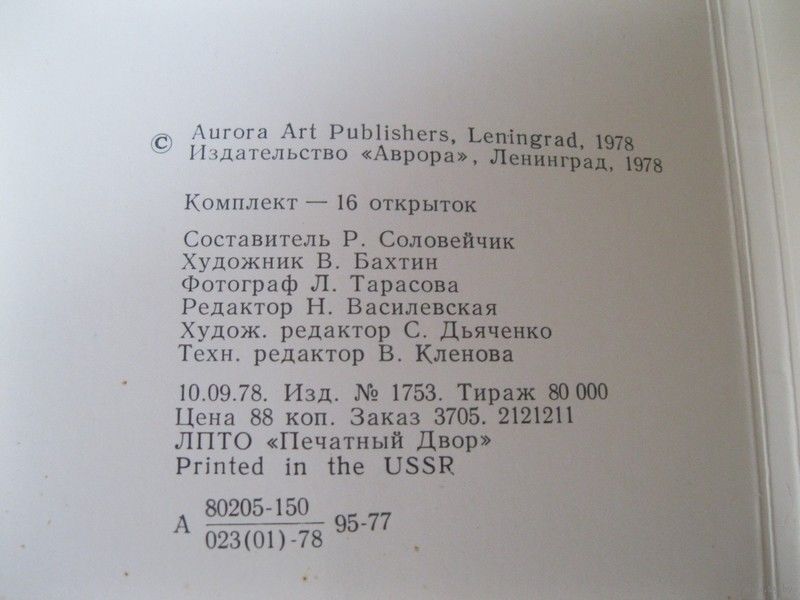 © Aurora Art Publishers, Leningrad, 1978
Издательство «Аврора», Ленинград, 1978
Комплект — 16 открыток
Составитель Р. Соловейчик
Художник В. Бахтин
Фотограф Л. Тарасова
Редактор Н. Василевская
Худож. редактор С. Дьяченко
Техн. редактор В. Кленова
10.09.78. Изд. № 1753. Тираж 80 000
Цена 88 коп. Заказ 3705. 2121211
ЛПТО «Печатный Двор»
Printed in the USSR
80205-150
А 95-77
023(01)-78